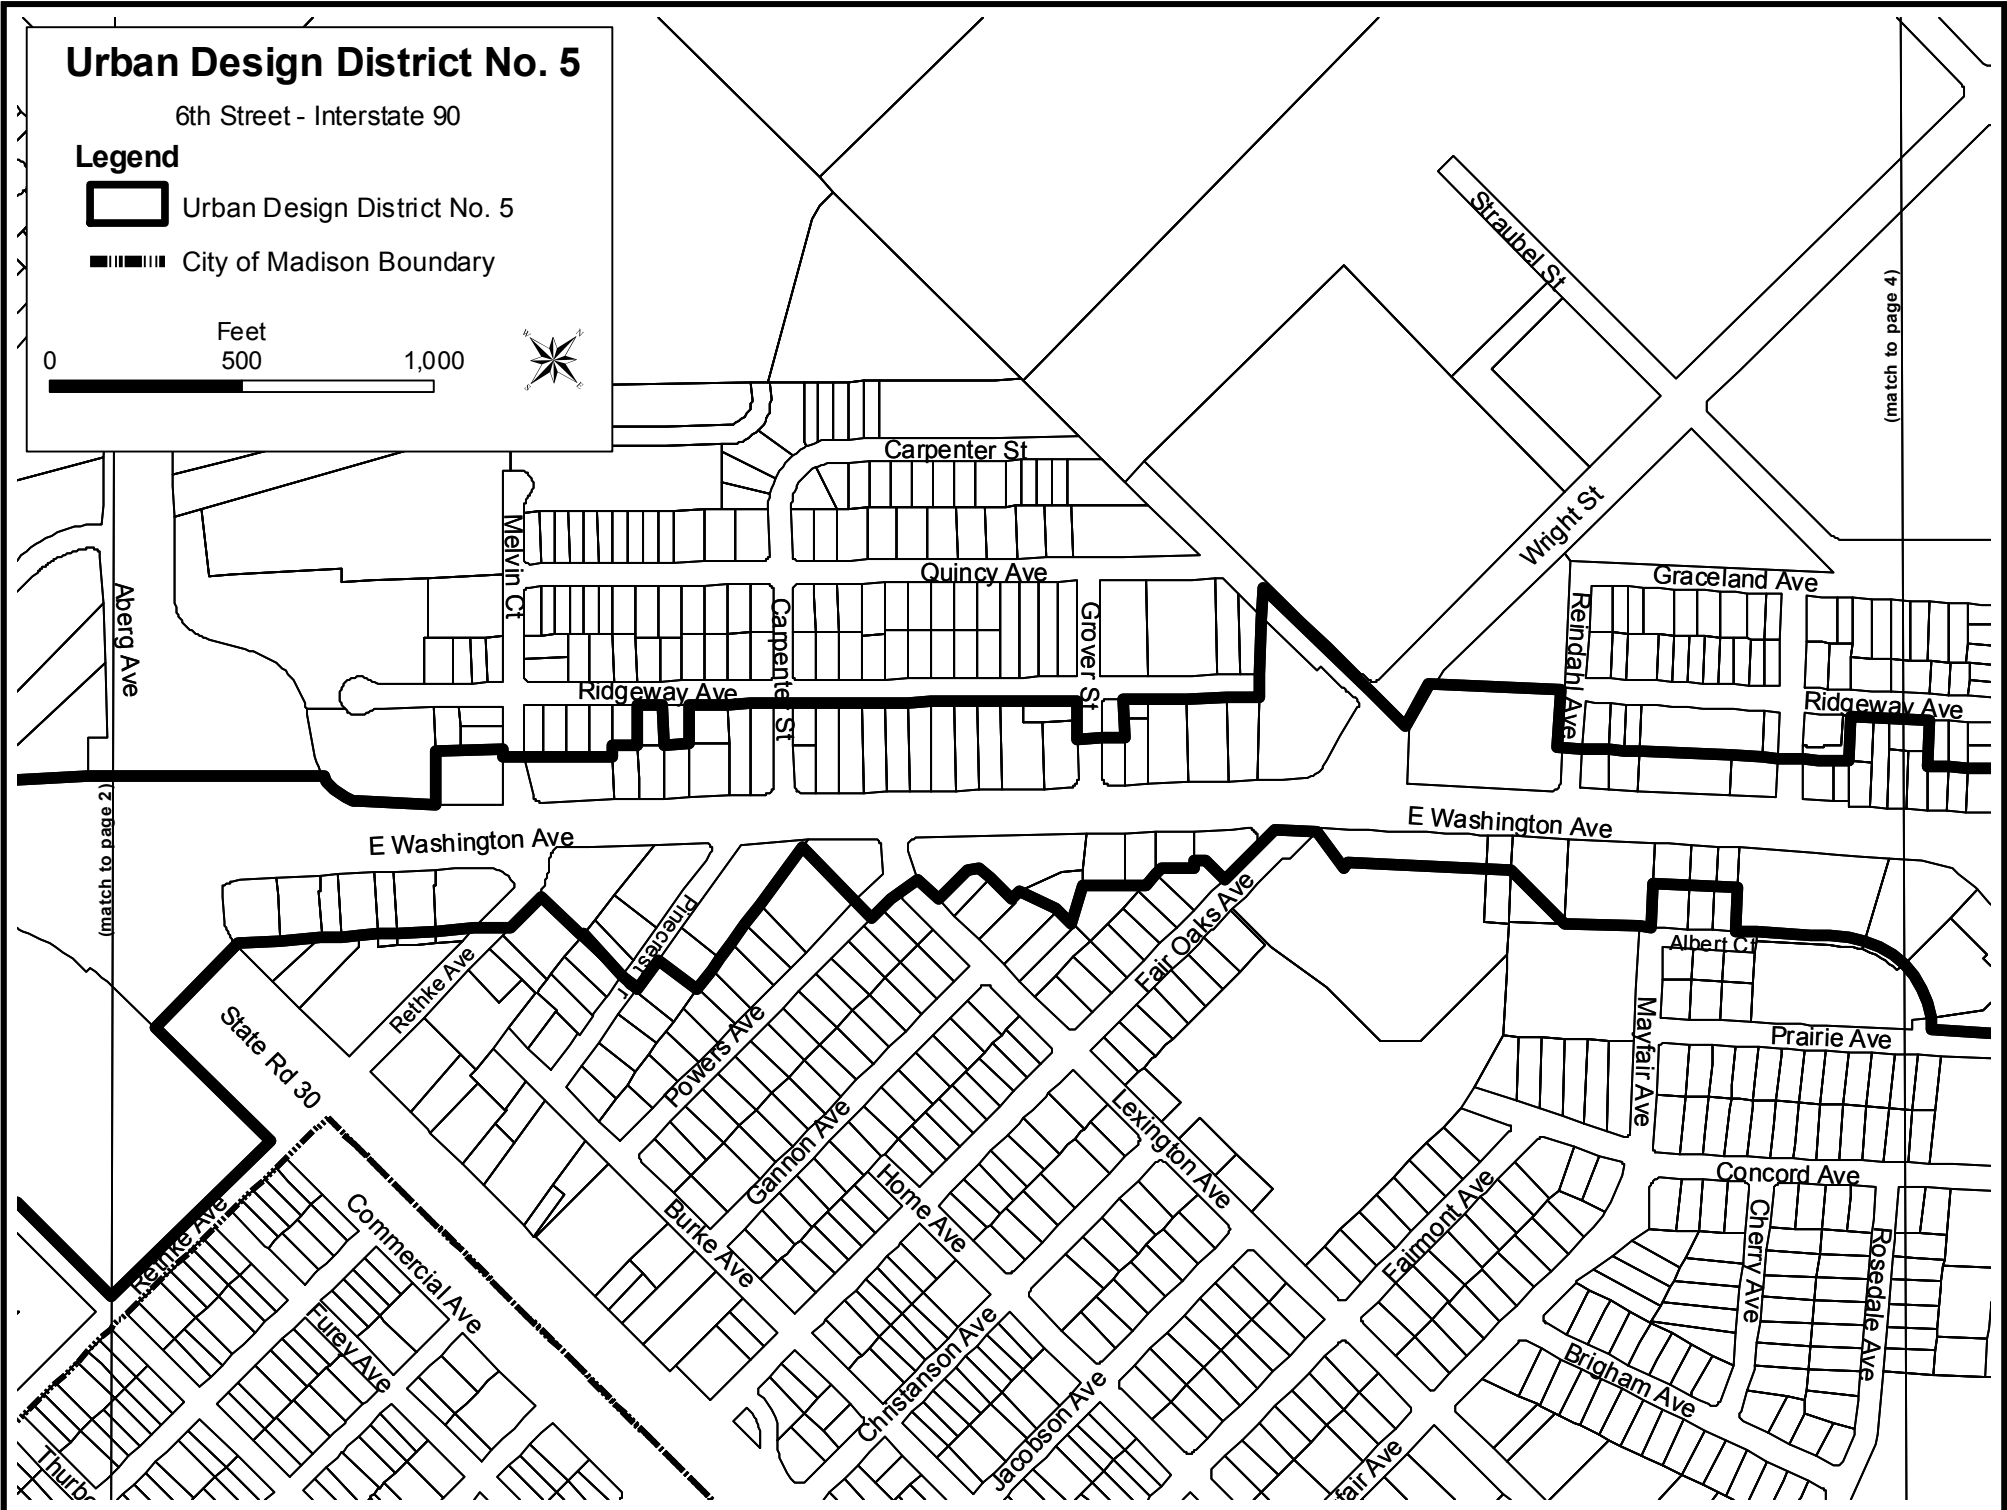 Urban Design District No. 5
6th Street - Interstate 90
Legend
Urban Design District No. 5
City of Madison Boundary
Feet
0 500 1,000
W N
S E
Straubel St
(match to page 4)
Carpenter St
Wright St
Melvin Ct
Quincy Ave
Graceland Ave
Aberg Ave
Carpenter St
Grover St
Reindahl Ave
Ridgeway Ave
Ridgeway Ave
(match to page 2)
E Washington Ave
E Washington Ave
Pinecrest
Fair Oaks Ave
Albert Ct
Rethke Ave
State Rd 30
Powers Ave
Mayfair Ave
Prairie Ave
Lexington Ave
Gannon Ave
Home Ave
Concord Ave
Rethke Ave
Commercial Ave
Burke Ave
Fairmont Ave
Cherry Ave
Rosedale Ave
Furey Ave
Christanson Ave
Brigham Ave
Jacobson Ave
fair Ave
Thurbo